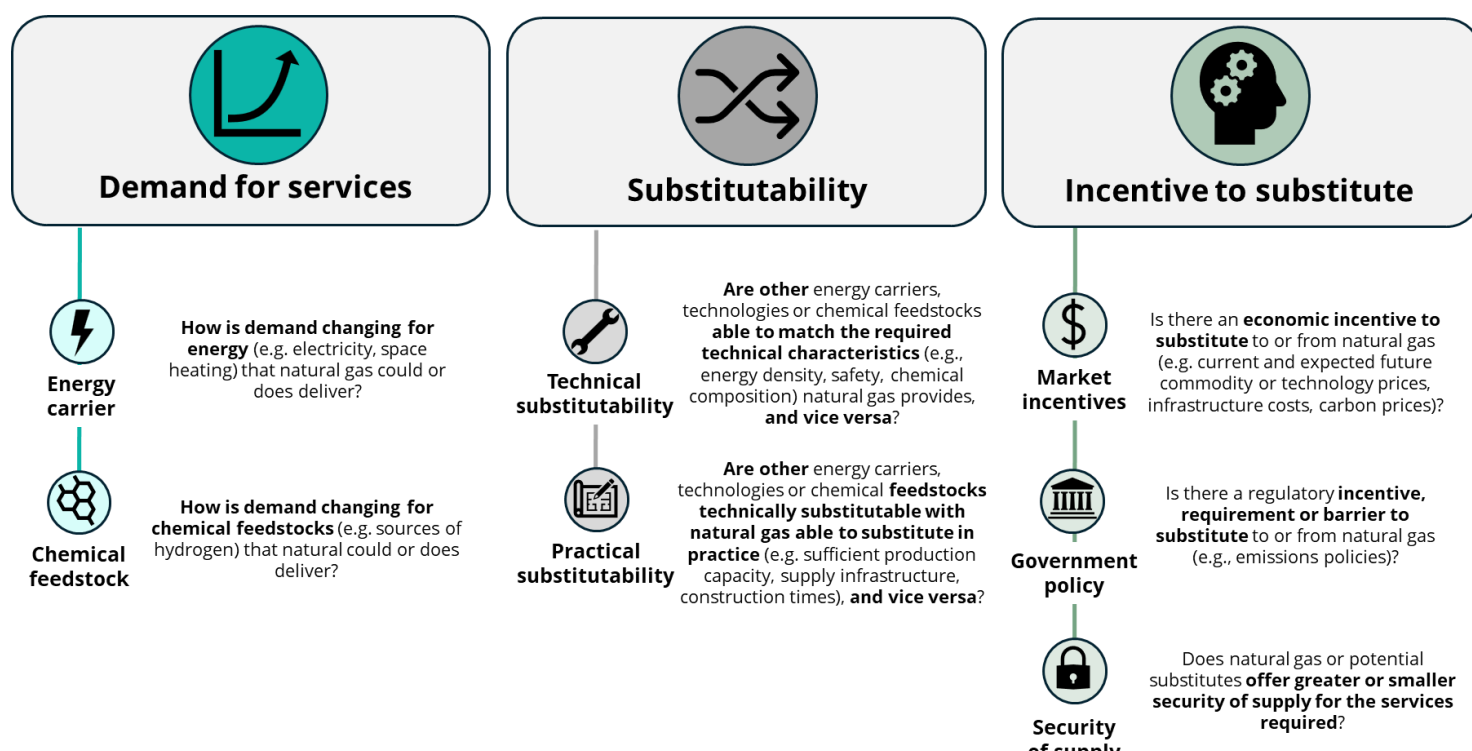 Demand for services
Energy
carrier
How is demand changing for
energy (e.g. electricity, space
heating) that natural gas could or
does deliver?
Chemical
feedstock
How is demand changing for
chemical feedstocks (e.g. sources of
hydrogen) that natural could or does
deliver?
Substitutability
Technical
substitutability
Are other energy carriers,
technologies or chemical feedstocks
able to match the required
technical characteristics (e.g.,
energy density, safety, chemical
composition) natural gas provides,
and vice versa?
Practical
substitutability
Are other energy carriers,
technologies or chemical feedstocks
technically substitutable with
natural gas able to substitute in
practice (e.g. sufficient production
capacity, supply infrastructure,
construction times), and vice versa?
Incentive to substitute
$
Market
incentives
Is there an economic incentive to
substitute to or from natural gas
(e.g. current and expected future
commodity or technology prices,
infrastructure costs, carbon prices)?
Government
policy
Is there a regulatory incentive,
requirement or barrier to
substitute to or from natural gas
(e.g., emissions policies)?
Security
of supply
Does natural gas or potential
substitutes offer greater or smaller
security of supply for the services
required?